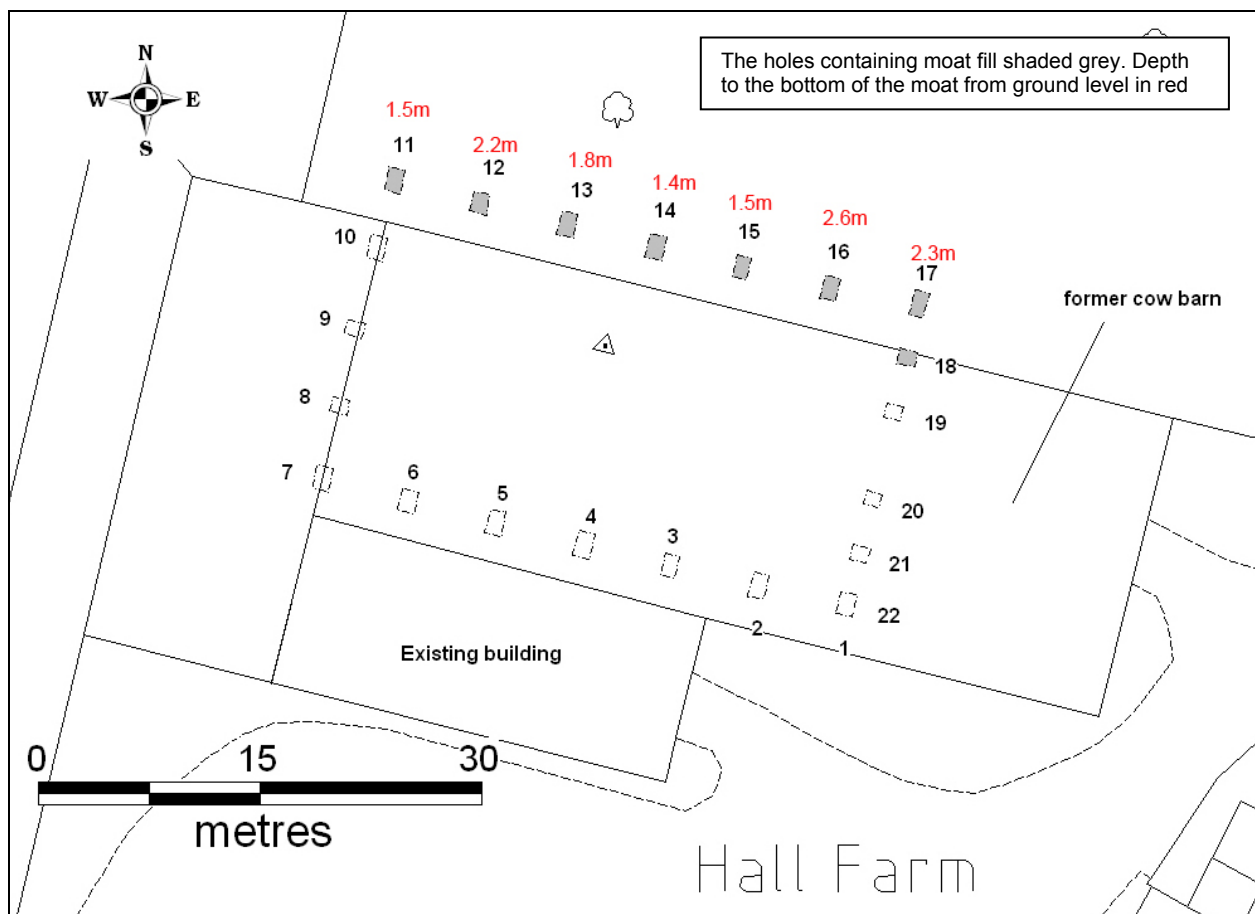 N
W E
S
The holes containing moat fill shaded grey. Depth
to the bottom of the moat from ground level in red
1.5m
11
2.2m
12
1.8m
13
1.4m
14
1.5m
15
2.6m
16
2.3m
17
10
former cow barn
9
18
8
19
7
6
5
20
4
3
21
2
22
1
Existing building
0 15 30
metres
Hall Farm